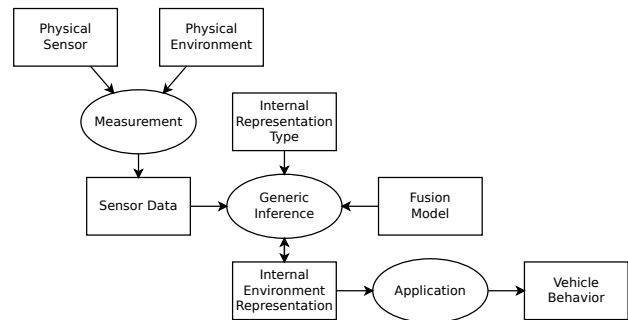 Physical
Sensor
Physical
Environment
Measurement
Internal
Representation
Type
Sensor Data
Generic
Inference
Fusion
Model
Internal
Environment
Representation
Application
Vehicle
Behavior